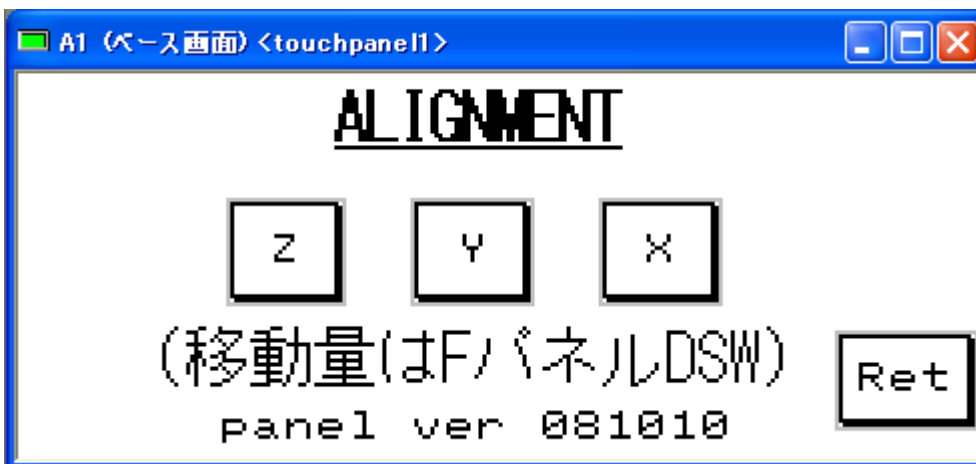 A1 (ベース画面) <touchpanel1>
ALIGNMENT
Z Y X
(移動量はFパネルDSW)
Ret
panel ver 081010